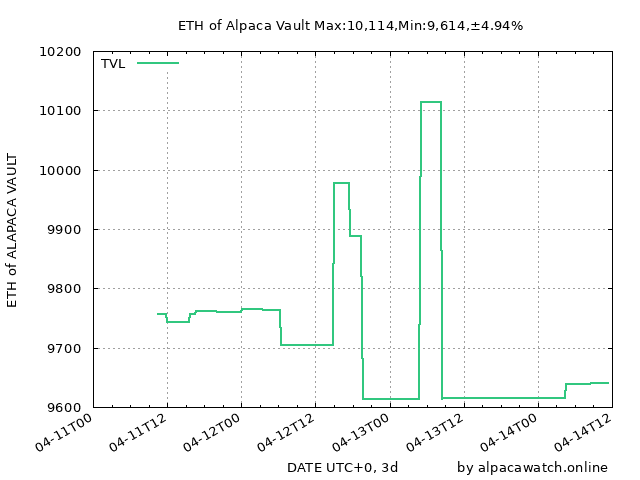 ETH of Alpaca Vault Max:10,114,Min:9,614,±4.94%
TVL
10200
10100
10000
9900
9800
9700
9600
ETH of ALAPACA VAULT
04-11T00
04-11T12
04-12T00
04-12T12
04-13T00
04-13T12
04-14T00
04-14T12
DATE UTC+0, 3d
by alpacawatch.online